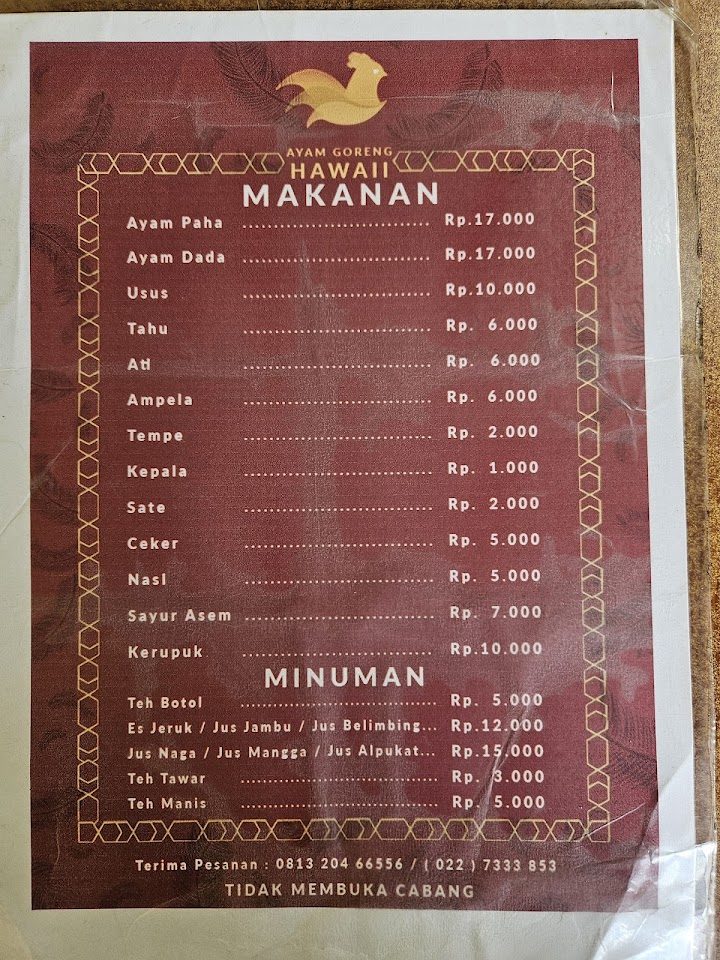 AYAM GORENG
HAWAII
MAKANAN
Ayam Paha .............................. Rp.17.000
Ayam Dada .............................. Rp.17.000
Usus .............................. Rp.10.000
Tahu .............................. Rp. 6.000
Ati .............................. Rp. 6.000
Ampela .............................. Rp. 6.000
Tempe .............................. Rp. 2.000
Kepala .............................. Rp. 1.000
Sate .............................. Rp. 2.000
Ceker .............................. Rp. 5.000
Nasi .............................. Rp. 5.000
Sayur Asem .............................. Rp. 7.000
Kerupuk .............................. Rp.10.000
MINUMAN
Teh Botol .............................. Rp. 5.000
Es Jeruk / Jus Jambu / Jus Belimbing... Rp.12.000
Jus Naga / Jus Mangga / Jus Alpukat... Rp.15.000
Teh Tawar .............................. Rp. 3.000
Teh Manis .............................. Rp. 5.000
Terima Pesanan : 0813 204 66556 / ( 022 ) 7333 853
TIDAK MEMBUKA CABANG